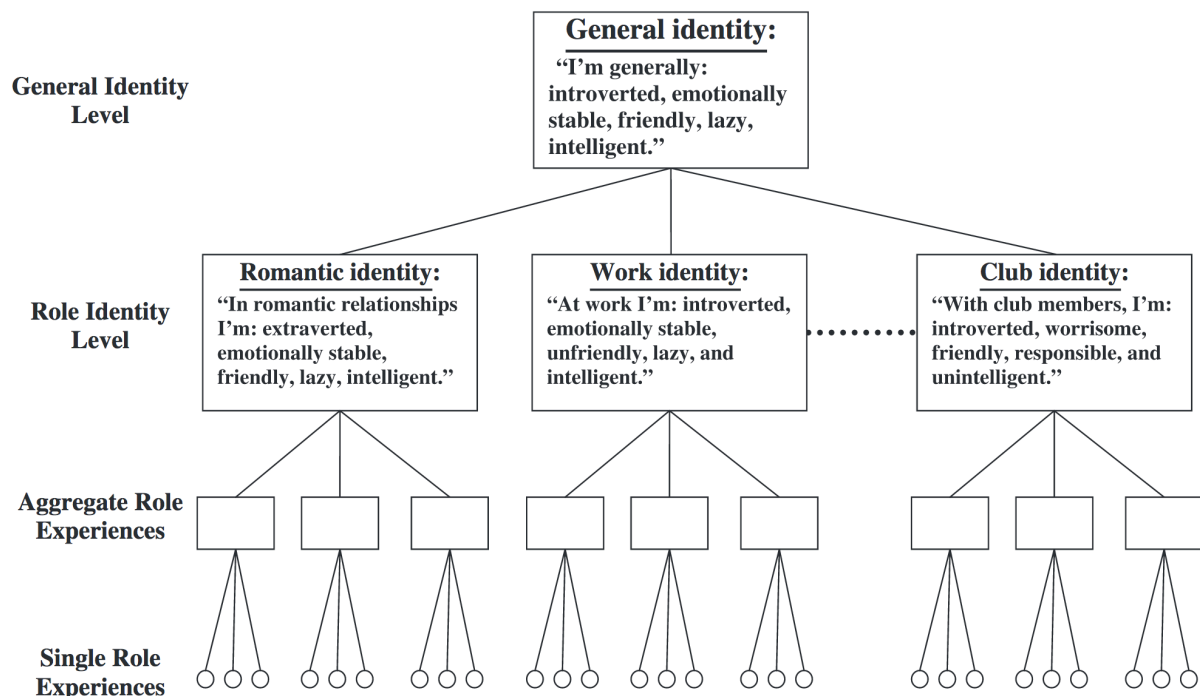 General identity:
“I’m generally:
introverted, emotionally
stable, friendly, lazy,
intelligent.”
General Identity
Level
Romantic identity:
“In romantic relationships
I’m: extraverted,
emotionally stable,
friendly, lazy, intelligent.”
Work identity:
“At work I’m: introverted,
emotionally stable,
unfriendly, lazy, and
intelligent.”
Club identity:
“With club members, I’m:
introverted, worrisome,
friendly, responsible, and
unintelligent.”
Role Identity
Level
Aggregate Role
Experiences
Single Role
Experiences